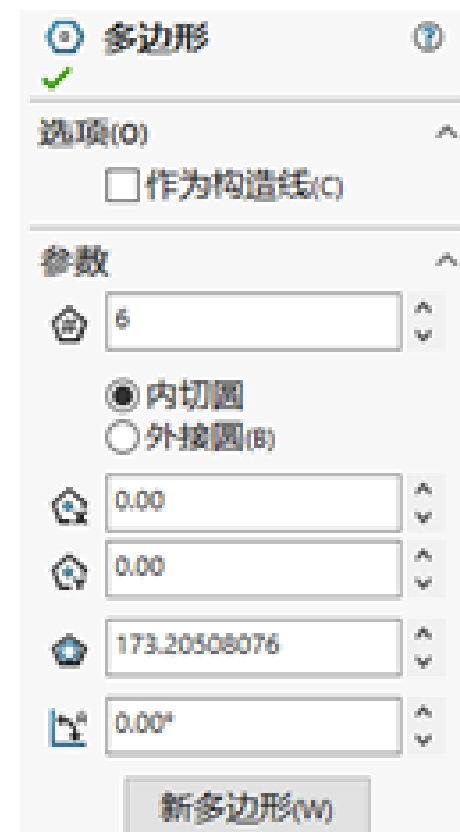 多边形
选项(O)
作为构造线(C)
参数
6
内切圆
外接圆(B)
0.00
0.00
173.20508076
0.00°
新多边形(W)